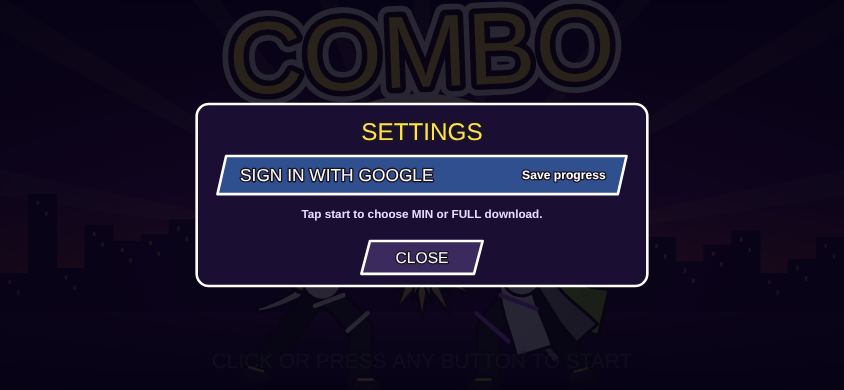 COMBO
SETTINGS
SIGN IN WITH GOOGLE Save progress
Tap start to choose MIN or FULL download.
CLOSE
CLICK OR PRESS ANY BUTTON TO START